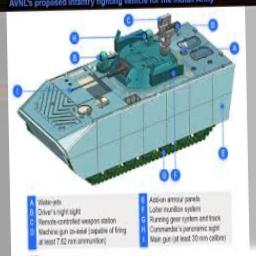 AVNL's proposed infantry fighting vehicle for the Indian Army
C
H
D
B
A
I
E
G
F
A Water-jets
B Driver's night sight
C Remote-controlled weapon station
D Machine gun co-axial (capable of firing at least 7.62 mm ammunition)
E Add-on armour panels
F Loiter munition system
G Running gear system and track
H Commander's panoramic sight
I Main gun (at least 30 mm calibre)